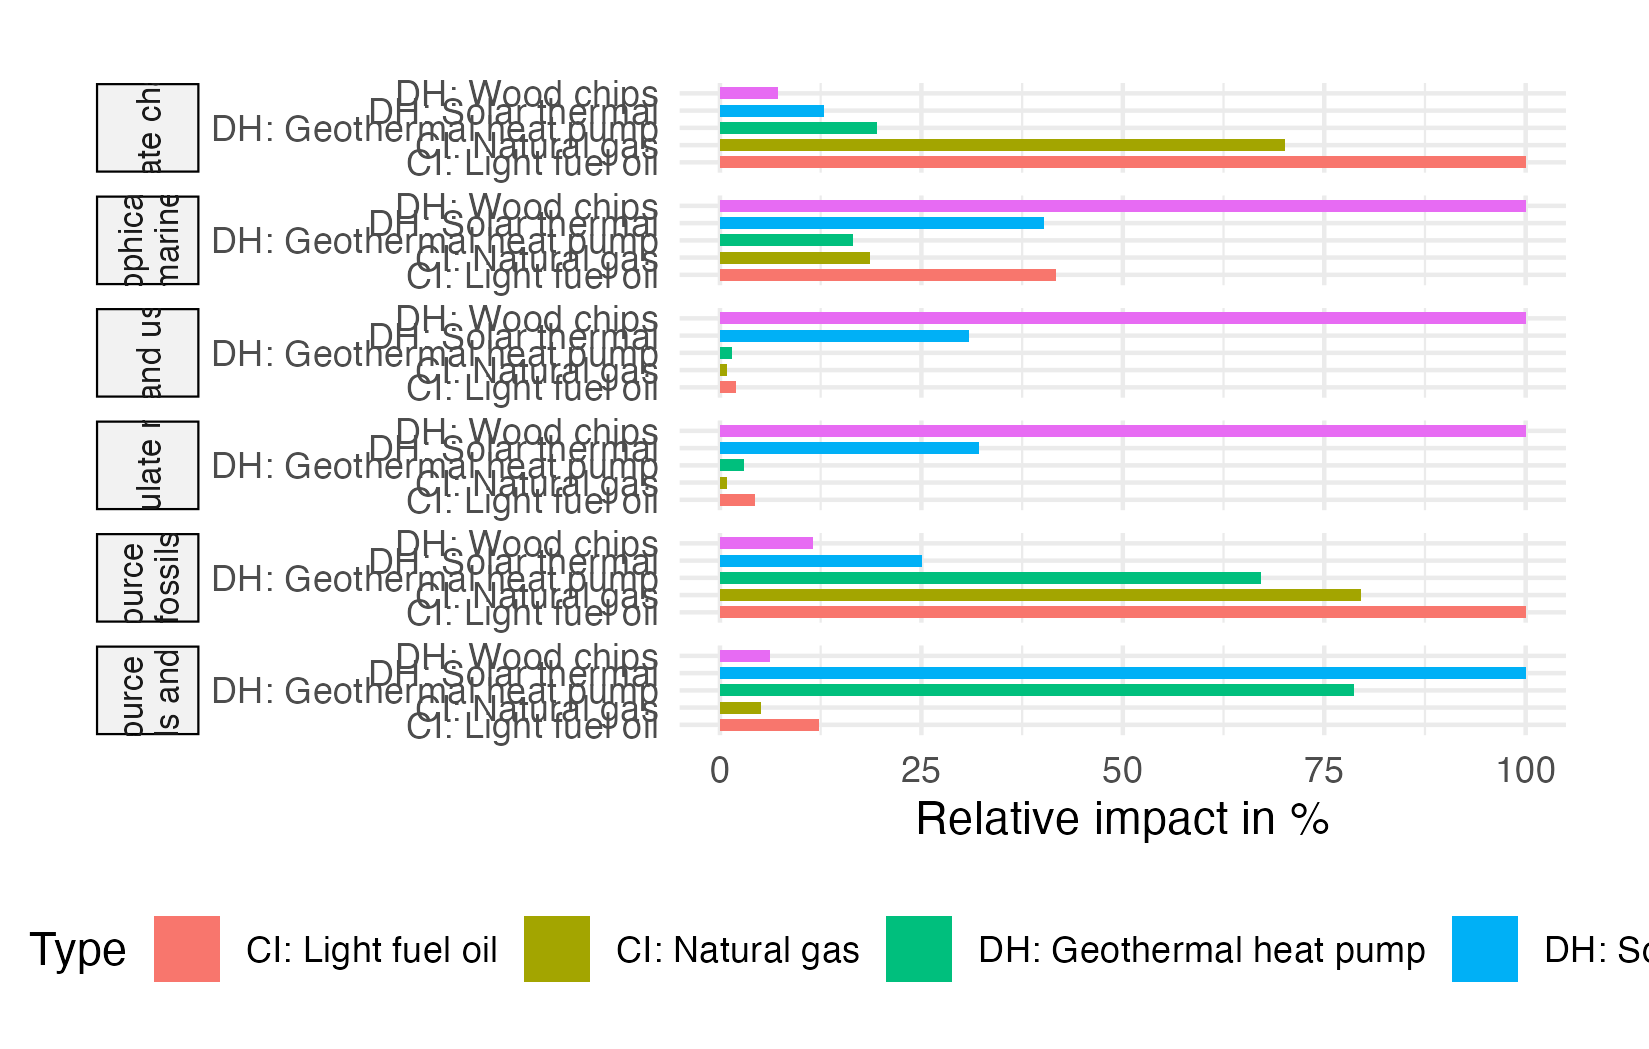 ate ch
DH: Wood chips
DH: Solar thermal
DH: Geothermal heat pump
CI: Natural gas
CI: Light fuel oil
ophica
marine
DH: Wood chips
DH: Solar thermal
DH: Geothermal heat pump
CI: Natural gas
CI: Light fuel oil
and us
DH: Wood chips
DH: Solar thermal
DH: Geothermal heat pump
CI: Natural gas
CI: Light fuel oil
ulate
DH: Wood chips
DH: Solar thermal
DH: Geothermal heat pump
CI: Natural gas
CI: Light fuel oil
ource
fossils
DH: Wood chips
DH: Solar thermal
DH: Geothermal heat pump
CI: Natural gas
CI: Light fuel oil
ource
ls and
DH: Wood chips
DH: Solar thermal
DH: Geothermal heat pump
CI: Natural gas
CI: Light fuel oil
0 25 50 75 100
Relative impact in %
Type CI: Light fuel oil CI: Natural gas DH: Geothermal heat pump DH: So